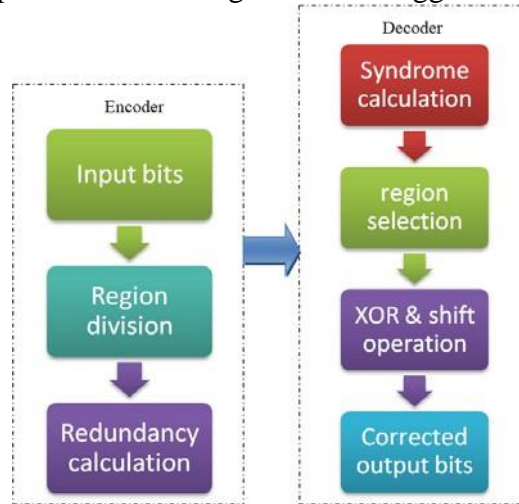 Encoder
Input bits
Region
division
Redundancy
calculation
Decoder
Syndrome
calculation
region
selection
XOR & shift
operation
Corrected
output bits